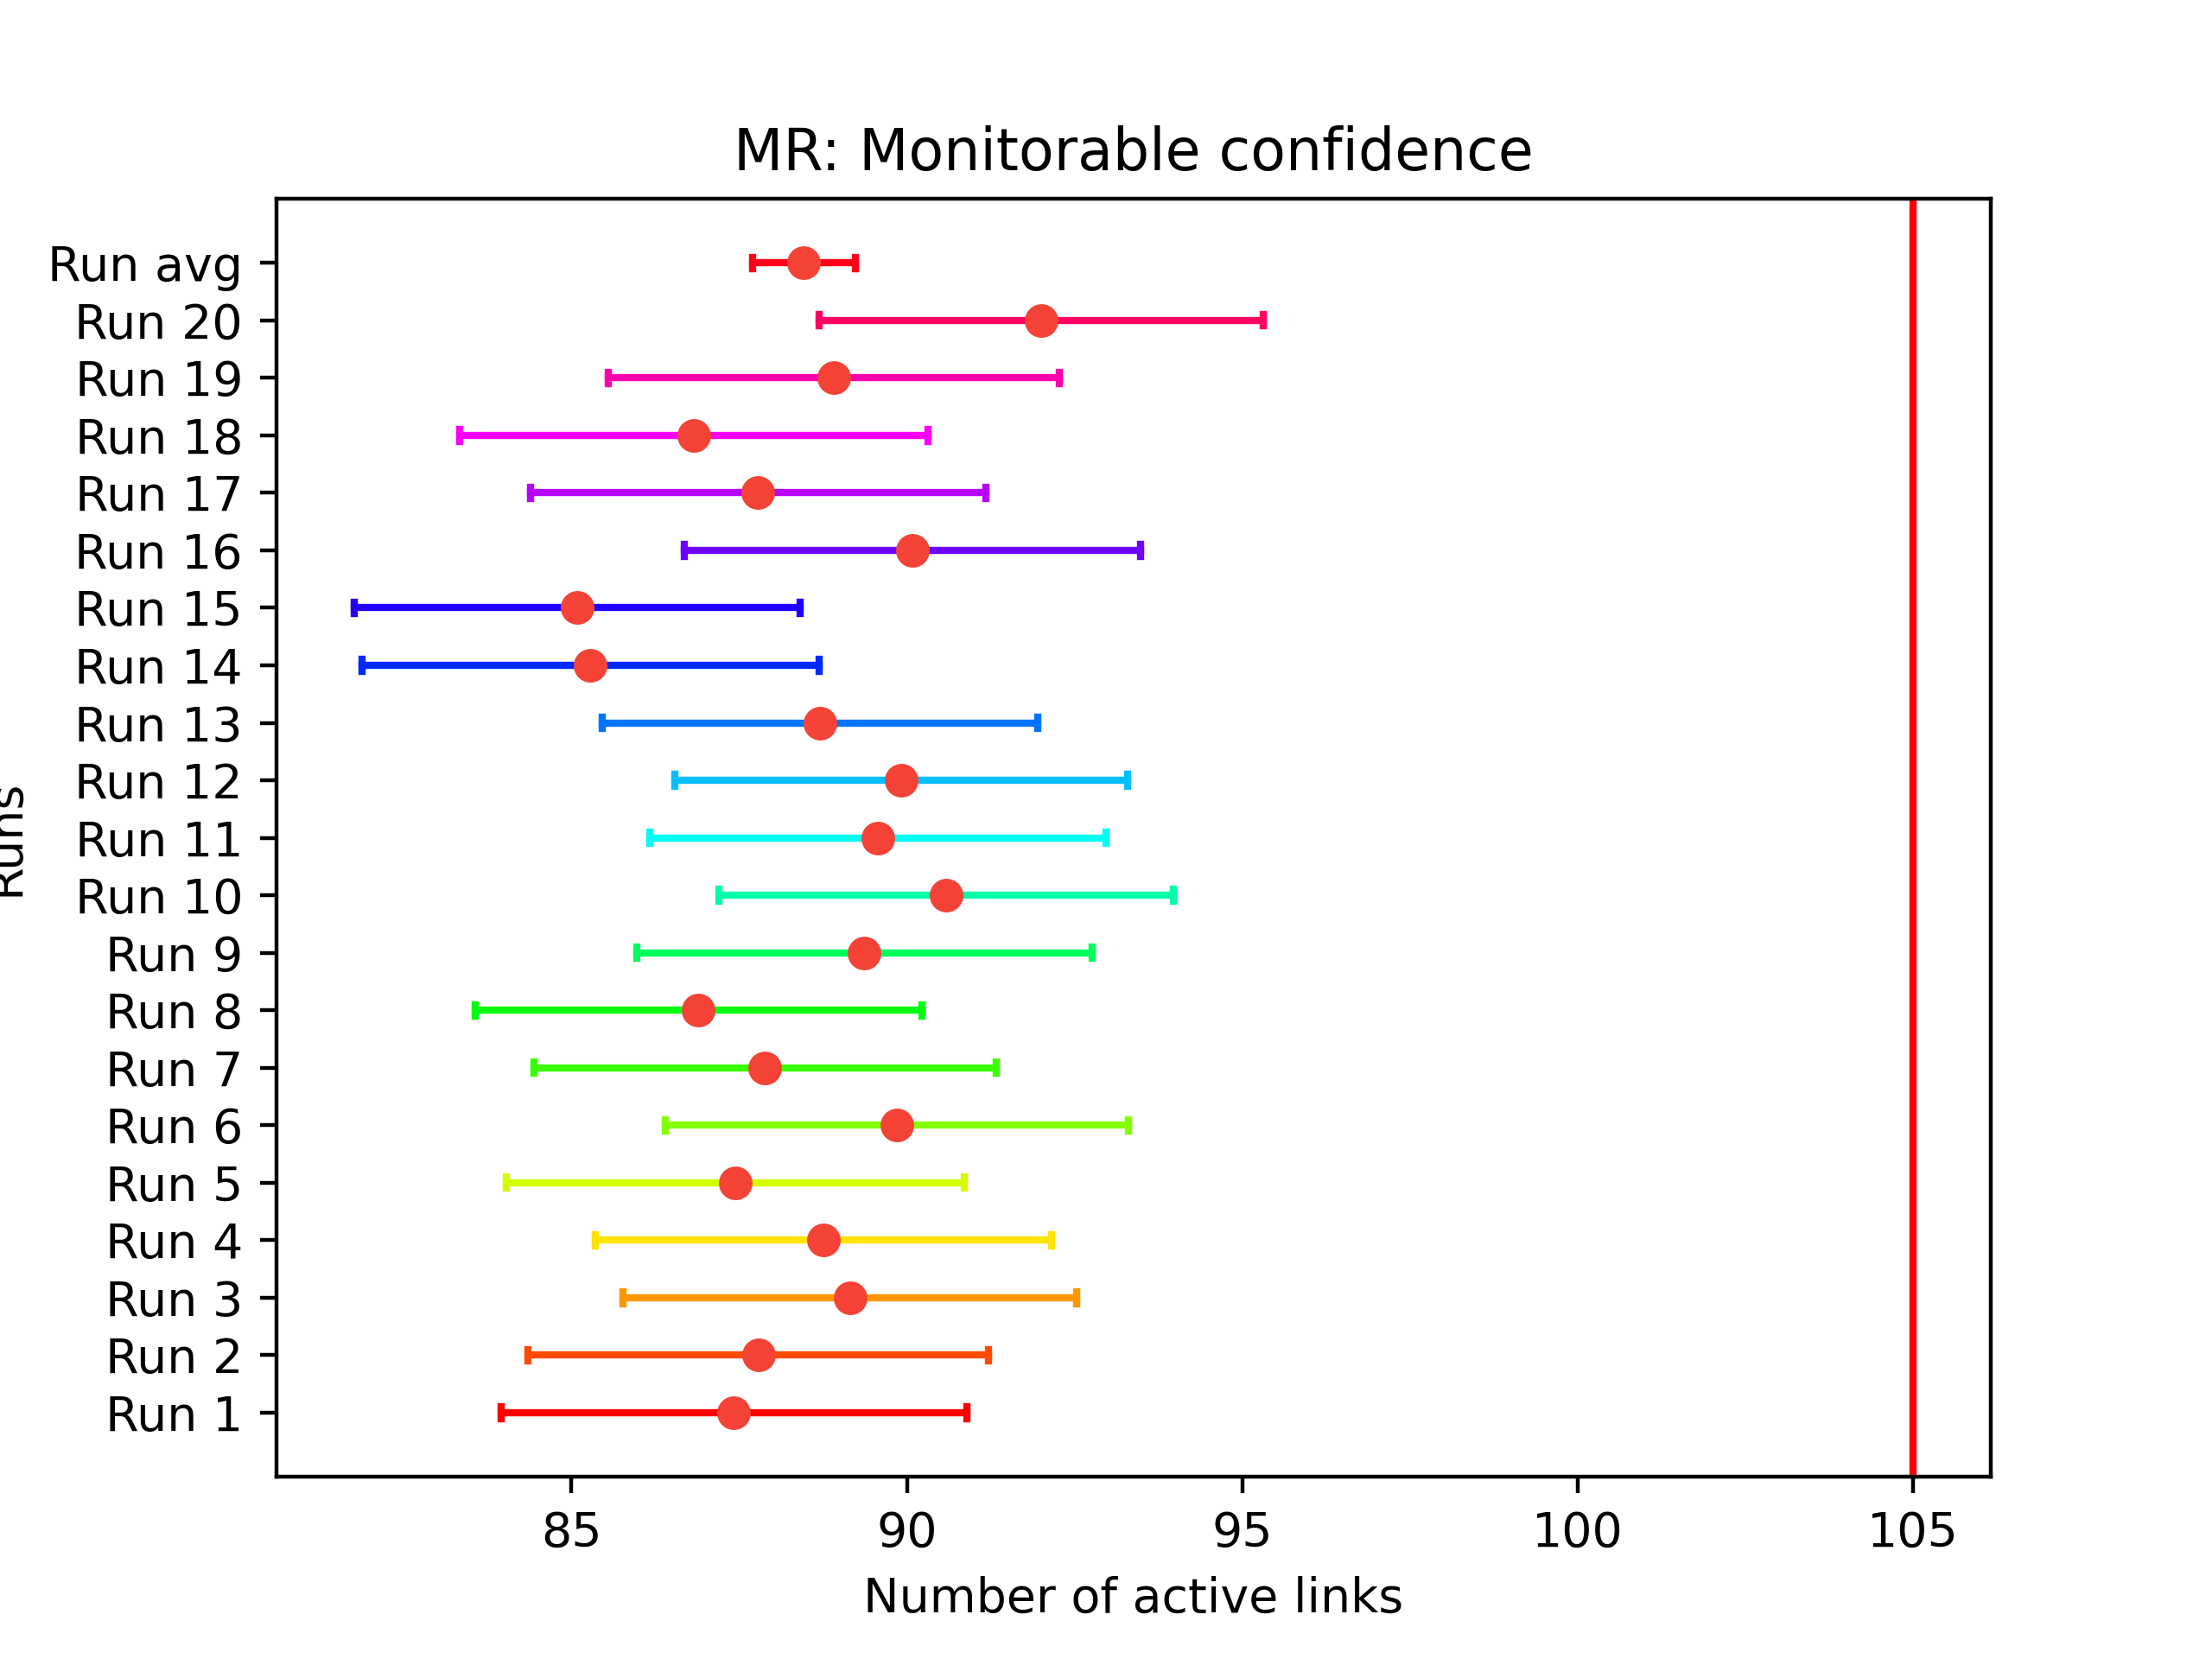 MR: Monitorable confidence
Run avg
Run 20
Run 19
Run 18
Run 17
Run 16
Run 15
Run 14
Run 13
Run 12
Run 11
Run 10
Run 9
Run 8
Run 7
Run 6
Run 5
Run 4
Run 3
Run 2
Run 1
Runs
85 90 95 100 105
Number of active links